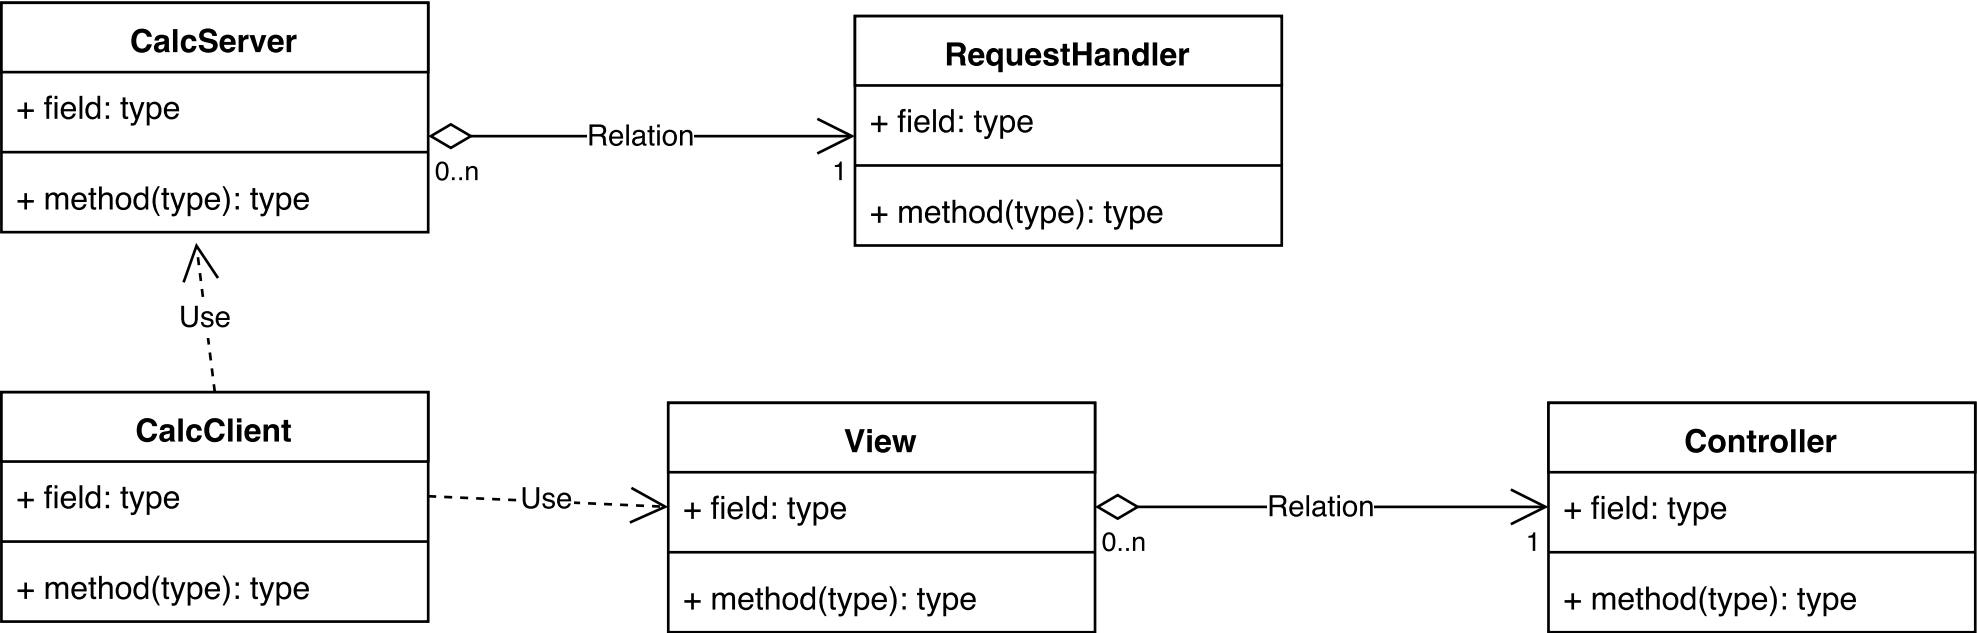 CalcServer
+ field: type
+ method(type): type
0..n
Relation
1
RequestHandler
+ field: type
+ method(type): type
Use
CalcClient
+ field: type
+ method(type): type
Use
View
+ field: type
+ method(type): type
0..n
Relation
1
Controller
+ field: type
+ method(type): type